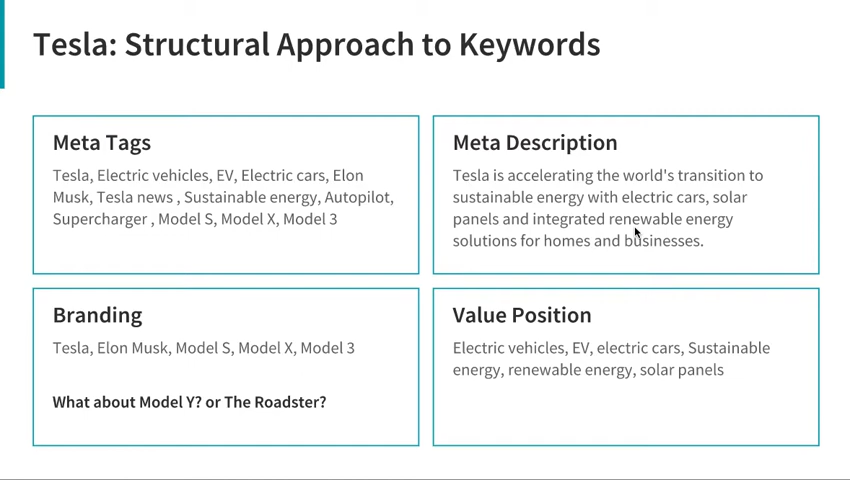 Tesla: Structural Approach to Keywords
Meta Tags
Tesla, Electric vehicles, EV, Electric cars, Elon
Musk, Tesla news , Sustainable energy, Autopilot,
Supercharger , Model S, Model X, Model 3
Meta Description
Tesla is accelerating the world's transition to
sustainable energy with electric cars, solar
panels and integrated renewable energy
solutions for homes and businesses.
Branding
Tesla, Elon Musk, Model S, Model X, Model 3
What about Model Y? or The Roadster?
Value Position
Electric vehicles, EV, electric cars, Sustainable
energy, renewable energy, solar panels